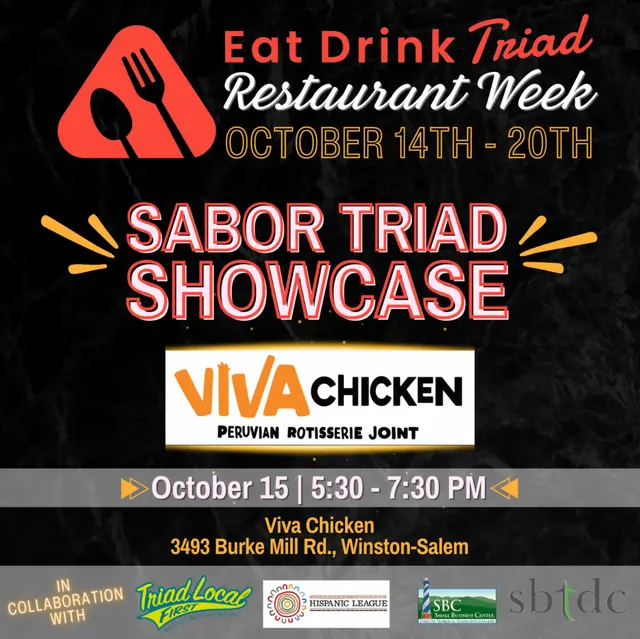 Eat Drink Triad
Restaurant Week
OCTOBER 14TH - 20TH
SABOR TRIAD
SHOWCASE
VIVA CHICKEN
PERUVIAN ROTISSERIE JOINT
October 15 | 5:30 - 7:30 PM
Viva Chicken
3493 Burke Mill Rd., Winston-Salem
IN
COLLABORATION
WITH
Triad Local
FIRST
HISPANIC LEAGUE
SBC
SMALL BUSINESS CENTER
sbtdc